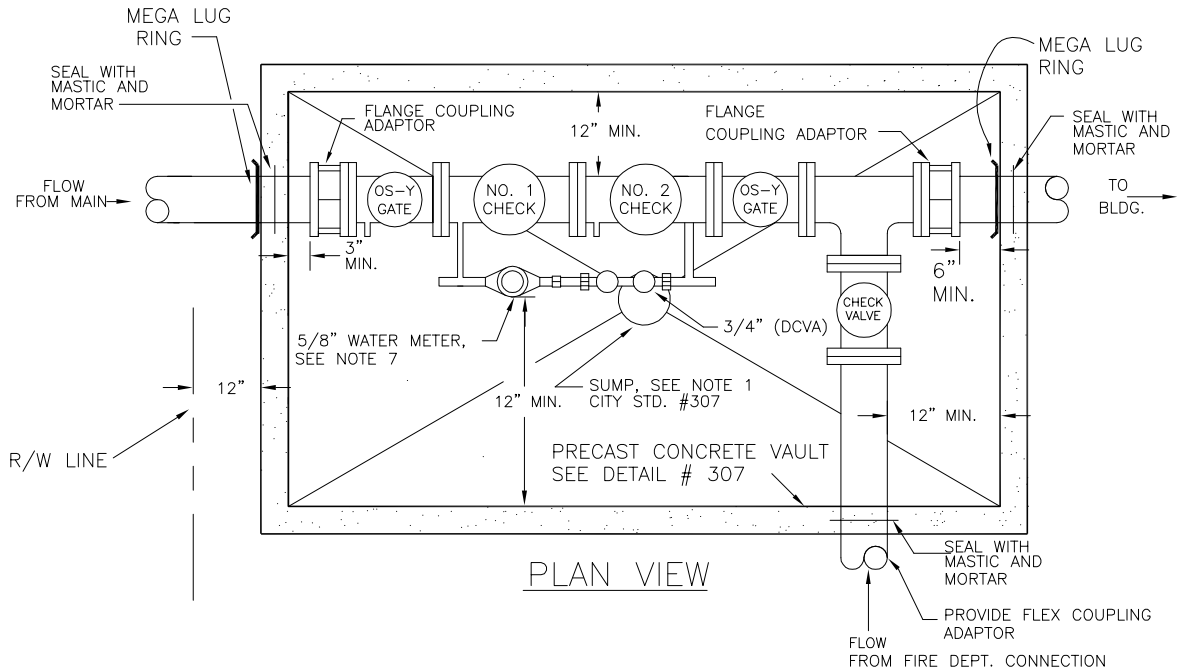 MEGA LUG
RING
SEAL WITH
MASTIC AND
MORTAR
FLANGE COUPLING
ADAPTOR
12" MIN.
FLANGE
COUPLING ADAPTOR
MEGA LUG
RING
SEAL WITH
MASTIC AND
MORTAR
FLOW
FROM MAIN
OS-Y
GATE
NO. 1
CHECK
NO. 2
CHECK
OS-Y
GATE
TO
BLDG.
3"
MIN.
6"
MIN.
CHECK
VALVE
5/8" WATER METER,
SEE NOTE 7
3/4" (DCVA)
12"
12" MIN.
SUMP, SEE NOTE 1
CITY STD. #307
12" MIN.
R/W LINE
PRECAST CONCRETE VAULT
SEE DETAIL # 307
SEAL WITH
MASTIC AND
MORTAR
PLAN VIEW
PROVIDE FLEX COUPLING
ADAPTOR
FLOW
FROM FIRE DEPT. CONNECTION